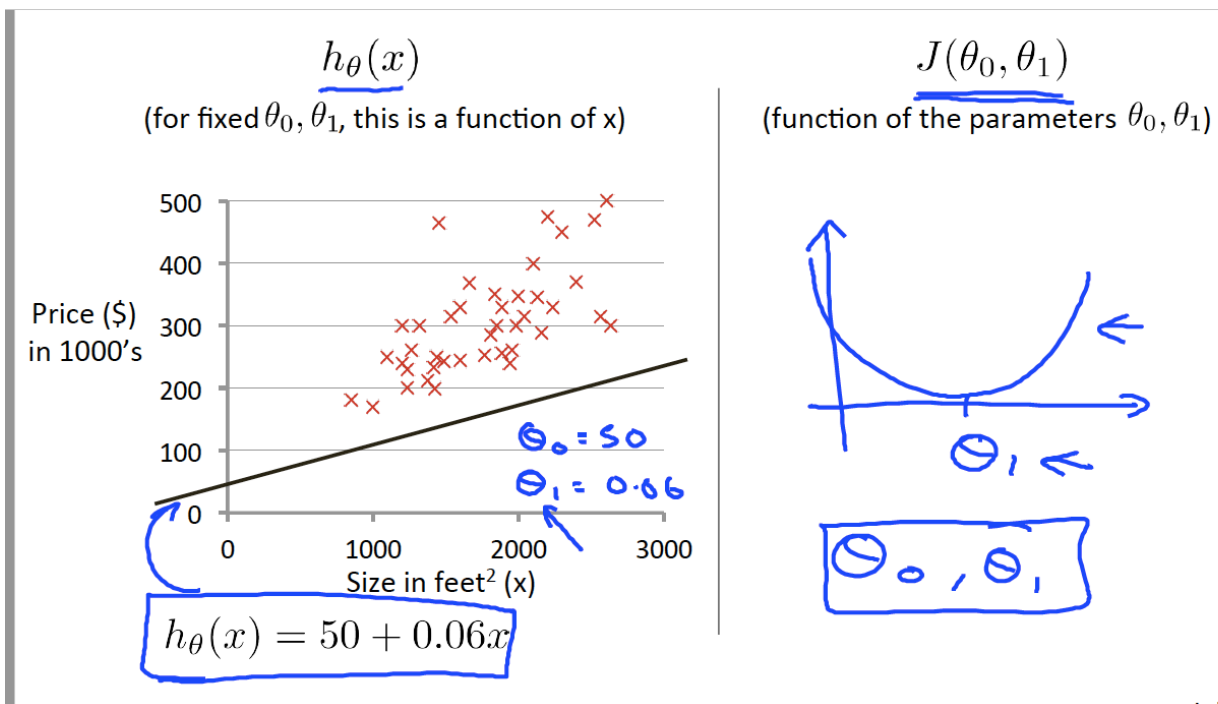 hθ(x)
(for fixed θ₀, θ₁, this is a function of x)
500
400
300
200
100
0
Price ($)
in 1000's
0 1000 2000 3000
Size in feet² (x)
θ₀ = 50
θ₁ = 0.06
hθ(x) = 50 + 0.06x
J(θ₀, θ₁)
(function of the parameters θ₀, θ₁)
θ₁
θ₀, θ₁